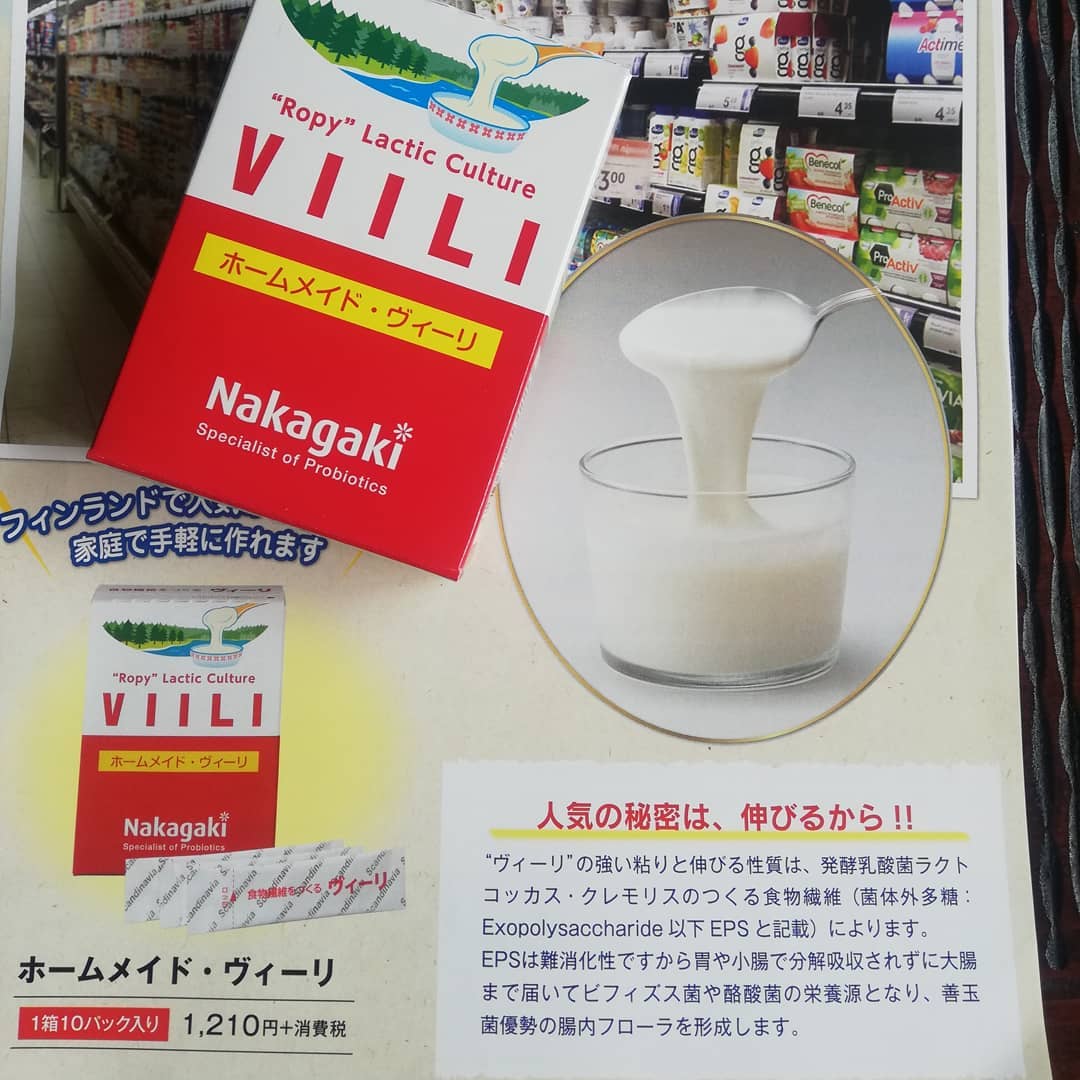 "Ropy" Lactic Culture
VIILI
ホームメイド・ヴィーリ
Nakagaki
Specialist of Probiotics
Actime
5
4.35
4.35
3.00
Benecol
Benecol
ProActiv
ProActiv
フィンランドで人気
家庭で手軽に作れます
ヴィーリ
"Ropy" Lactic Culture
VIILI
ホームメイド・ヴィーリ
Nakagaki
Specialist of Probiotics
Scandinavia
食物繊維をつくる ヴィーリ
ホームメイド・ヴィーリ
1箱10パック入り 1,210円+消費税
人気の秘密は、伸びるから!!
“ヴィーリ”の強い粘りと伸びる性質は、発酵乳酸菌ラクト
コッカス・クレモリスのつくる食物繊維（菌体外多糖：
Exopolysaccharide 以下 EPS と記載）によります。
EPSは難消化性ですから胃や小腸で分解吸収されずに大腸
まで届いてビフィズス菌や酪酸菌の栄養源となり、善玉
菌優勢の腸内フローラを形成します。